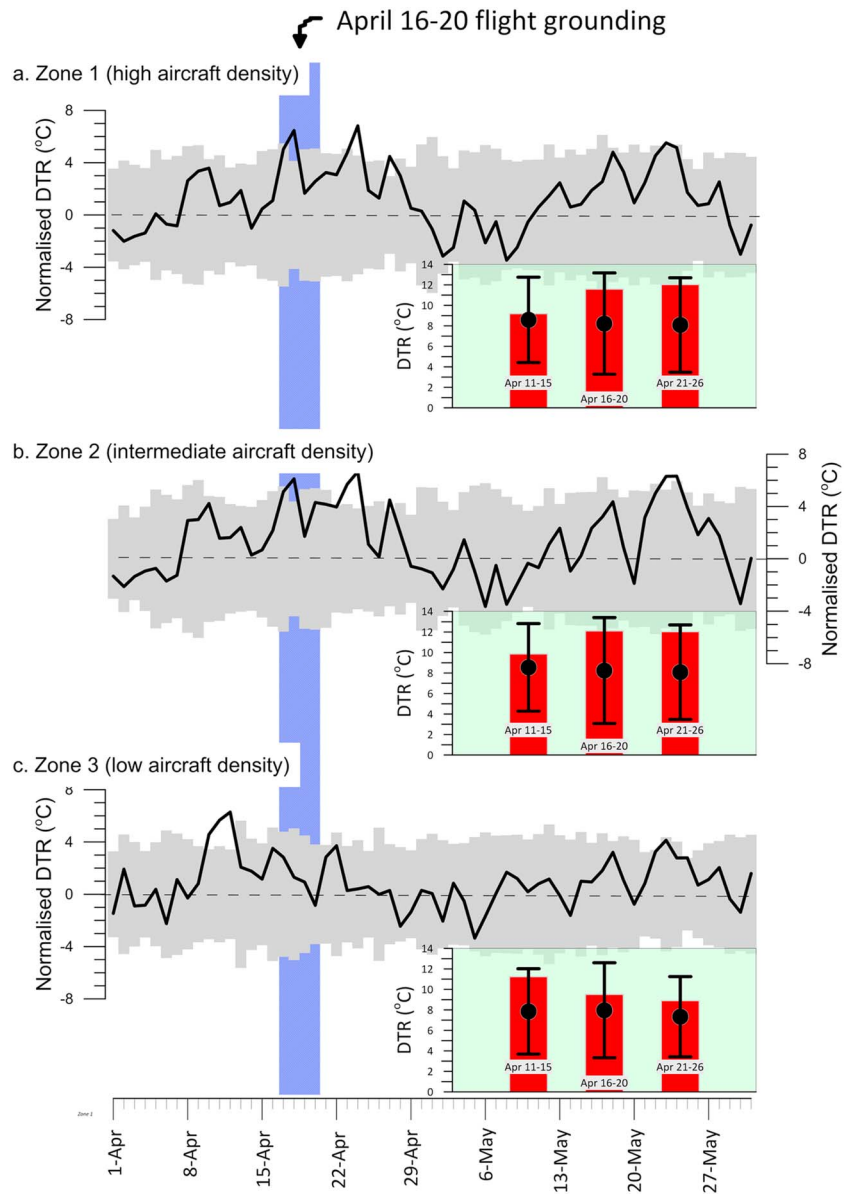 April 16-20 flight grounding
a. Zone 1 (high aircraft density)
Normalised DTR (°C)
8
4
0
-4
-8
DTR (°C)
14
12
10
8
6
4
2
0
Apr 11-15
Apr 16-20
Apr 21-26
b. Zone 2 (intermediate aircraft density)
Normalised DTR (°C)
8
4
0
-4
-8
DTR (°C)
14
12
10
8
6
4
2
0
Apr 11-15
Apr 16-20
Apr 21-26
c. Zone 3 (low aircraft density)
Normalised DTR (°C)
8
4
0
-4
-8
DTR (°C)
14
12
10
8
6
4
2
0
Apr 11-15
Apr 16-20
Apr 21-26
Zone 1
1-Apr
8-Apr
15-Apr
22-Apr
29-Apr
6-May
13-May
20-May
27-May